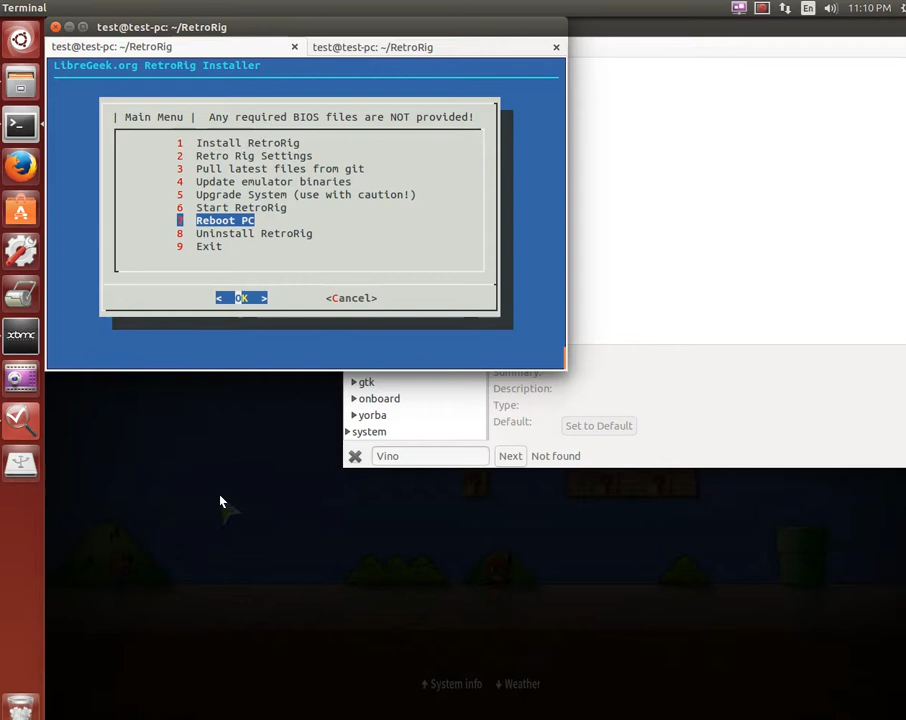 Terminal
En
11:10 PM
test@test-pc: ~/RetroRig
test@test-pc: ~/RetroRig
test@test-pc: ~/RetroRig
LibreGeek.org RetroRig Installer
| Main Menu | Any required BIOS files are NOT provided!
1 Install RetroRig
2 Retro Rig Settings
3 Pull latest files from git
4 Update emulator binaries
5 Upgrade System (use with caution!)
6 Start RetroRig
7 Reboot PC
8 Uninstall RetroRig
9 Exit
< OK >
<Cancel>
xbmc
gtk
onboard
yorba
system
Summary:
Description:
Type:
Default:
Set to Default
Vino
Next
Not found
System info
Weather